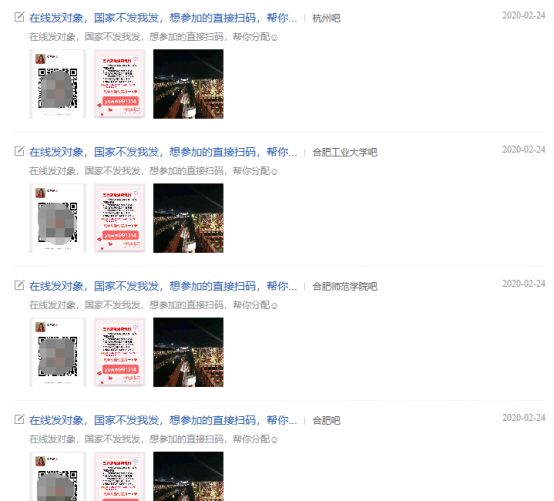 在线发对象，国家不发我发，想参加的直接扫码，帮你... | 杭州吧 2020-02-24
在线发对象，国家不发我发，想参加的直接扫码，帮你分配☺
在线发对象，国家不发我发，想参加的直接扫码，帮你... | 合肥工业大学吧 2020-02-24
在线发对象，国家不发我发，想参加的直接扫码，帮你分配☺
在线发对象，国家不发我发，想参加的直接扫码，帮你... | 合肥师范学院吧 2020-02-24
在线发对象，国家不发我发，想参加的直接扫码，帮你分配☺
在线发对象，国家不发我发，想参加的直接扫码，帮你... | 合肥吧 2020-02-24
在线发对象，国家不发我发，想参加的直接扫码，帮你分配☺